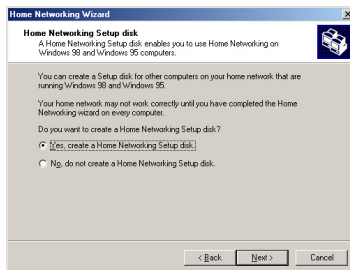 Home Networking Wizard
Home Networking Setup disk
A Home Networking Setup disk enables you to use Home Networking on
Windows 98 and Windows 95 computers.
You can create a Setup disk for other computers on your home network that are
running Windows 98 and Windows 95.
Your home network may not work correctly until you have completed the Home
Networking wizard on every computer.
Do you want to create a Home Networking Setup disk?
Yes, create a Home Networking Setup disk.
No, do not create a Home Networking Setup disk.
< Back Next > Cancel